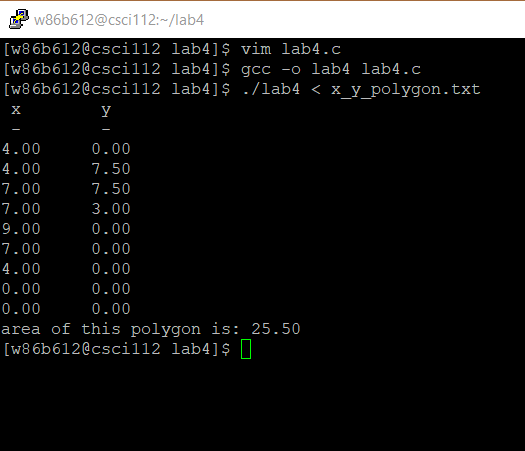 w86b612@csci112:~/lab4
[w86b612@csci112 lab4]$ vim lab4.c
[w86b612@csci112 lab4]$ gcc -o lab4 lab4.c
[w86b612@csci112 lab4]$ ./lab4 < x_y_polygon.txt
 x        y
 -        -
4.00     0.00
4.00     7.50
7.00     7.50
7.00     3.00
9.00     0.00
7.00     0.00
4.00     0.00
0.00     0.00
0.00     0.00
area of this polygon is: 25.50
[w86b612@csci112 lab4]$